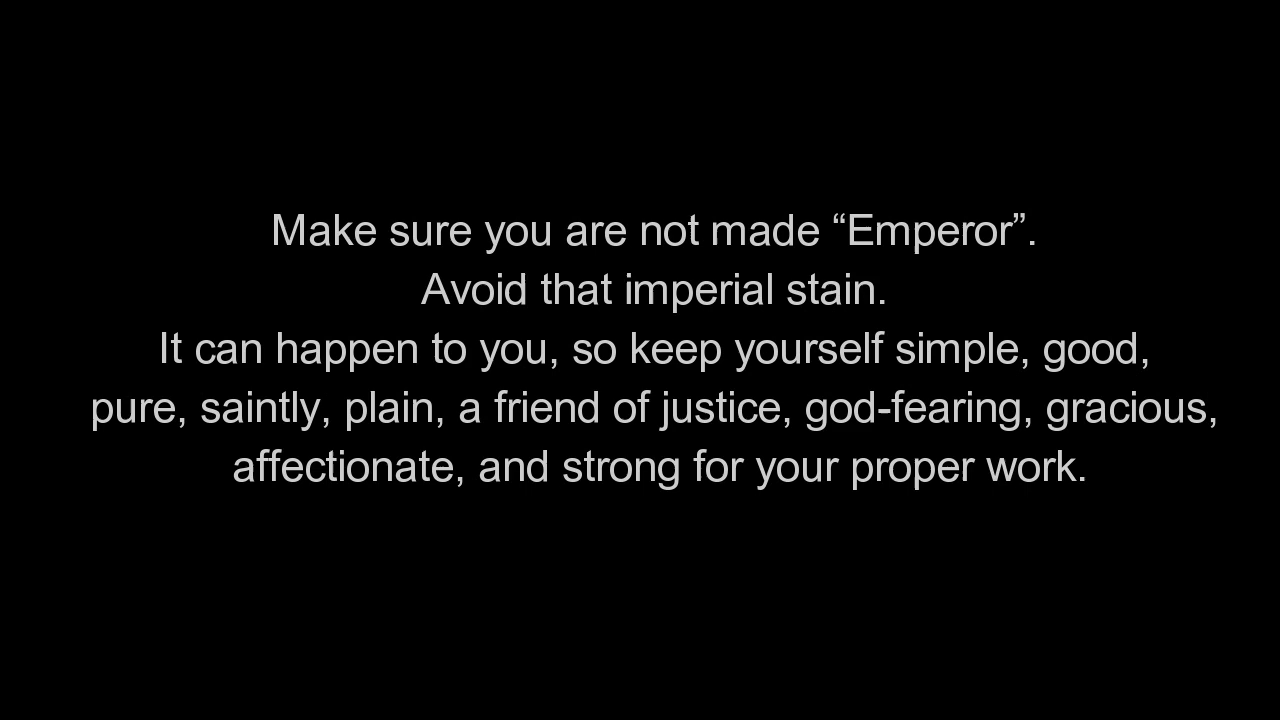 Make sure you are not made “Emperor”.
Avoid that imperial stain.
It can happen to you, so keep yourself simple, good,
pure, saintly, plain, a friend of justice, god-fearing, gracious,
affectionate, and strong for your proper work.